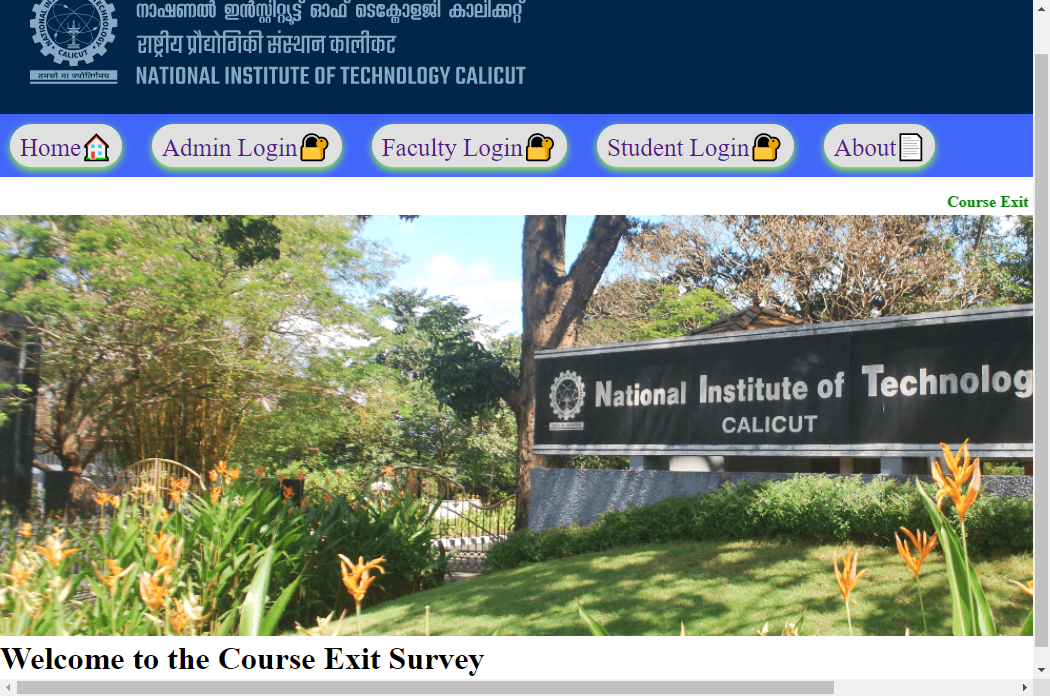 നാഷണൽ ഇൻസ്റ്റിറ്റ്യൂട്ട് ഓഫ് ടെക്നോളജി കാലിക്കറ്റ്
राष्ट्रीय प्रौद्योगिकी संस्थान कालीकट
NATIONAL INSTITUTE OF TECHNOLOGY CALICUT
CALICUT
तमसो मा ज्योतिर्गमय
Home Admin Login Faculty Login Student Login About
Course Exit
National Institute of Technolog
CALICUT
Welcome to the Course Exit Survey